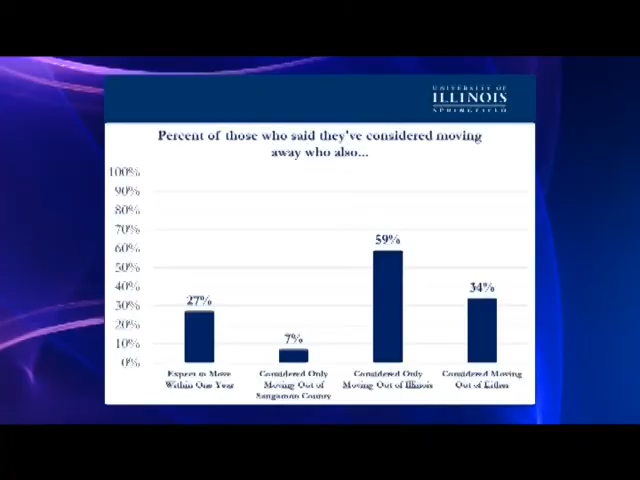 UNIVERSITY OF
ILLINOIS
SPRINGFIELD
Percent of those who said they've considered moving
away who also...
100%
90%
80%
70%
60%
50%
40%
30%
20%
10%
0%
27%
7%
59%
34%
Expect to Move
Within One Year
Considered Only
Moving Out of
Sangamon County
Considered Only
Moving Out of Illinois
Considered Moving
Out of Either